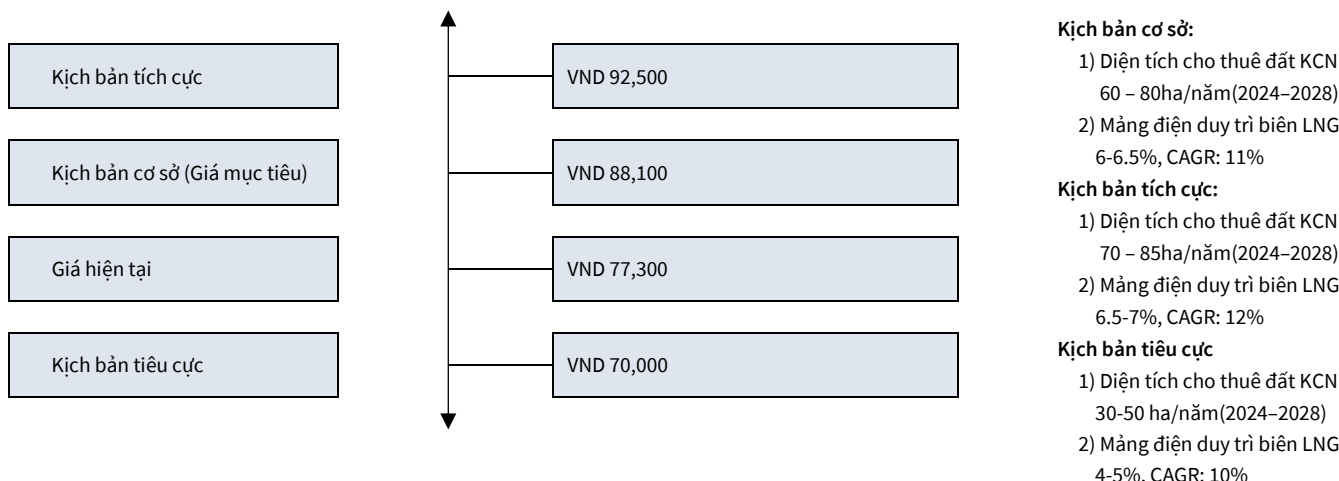 Kịch bản tích cực
VND 92,500
Kịch bản cơ sở (Giá mục tiêu)
VND 88,100
Giá hiện tại
VND 77,300
Kịch bản tiêu cực
VND 70,000
Kịch bản cơ sở:
1) Diện tích cho thuê đất KCN
60 – 80ha/năm(2024–2028)
2) Mảng điện duy trì biên LNG
6-6.5%, CAGR: 11%
Kịch bản tích cực:
1) Diện tích cho thuê đất KCN
70 – 85ha/năm(2024–2028)
2) Mảng điện duy trì biên LNG
6.5-7%, CAGR: 12%
Kịch bản tiêu cực
1) Diện tích cho thuê đất KCN
30-50 ha/năm(2024–2028)
2) Mảng điện duy trì biên LNG
4-5%, CAGR: 10%